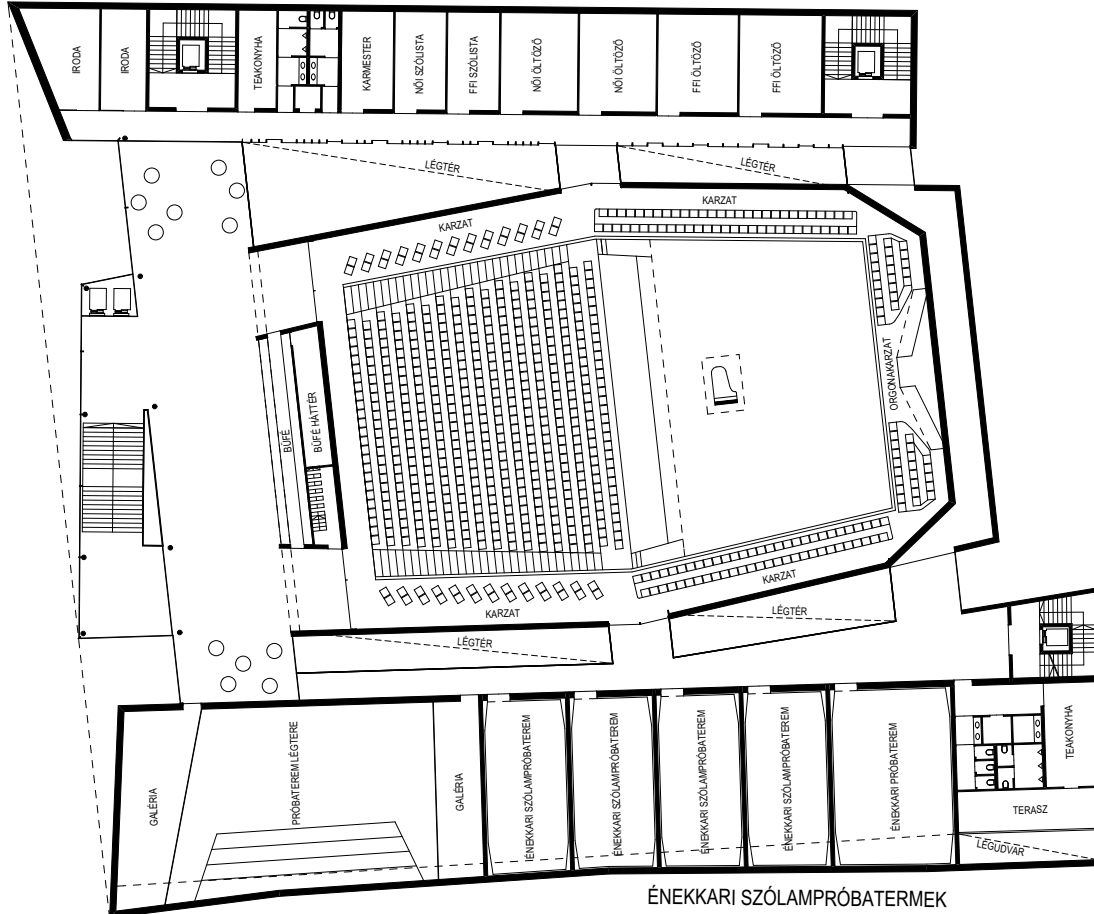 IRODA
IRODA
TEAKONYHA
KARMESTER
NŐI SZÓLISTA
FFI SZÓLISTA
NŐI ÖLTÖZŐ
NŐI ÖLTÖZŐ
FFI ÖLTÖZŐ
FFI ÖLTÖZŐ
LÉGTÉR
LÉGTÉR
KARZAT
KARZAT
ORGONAKARZAT
BÜFÉ
BÜFÉ HÁTTÉR
KARZAT
KARZAT
LÉGTÉR
LÉGTÉR
GALÉRIA
PRÓBATEREM LÉGTERE
GALÉRIA
ÉNEKKARI SZÓLAMPRÓBATEREM
ÉNEKKARI SZÓLAMPRÓBATEREM
ÉNEKKARI SZÓLAMPRÓBATEREM
ÉNEKKARI SZÓLAMPRÓBATEREM
ÉNEKKARI PRÓBATEREM
TEAKONYHA
TERASZ
LÉGUDVAR
ÉNEKKARI SZÓLAMPRÓBATERMEK